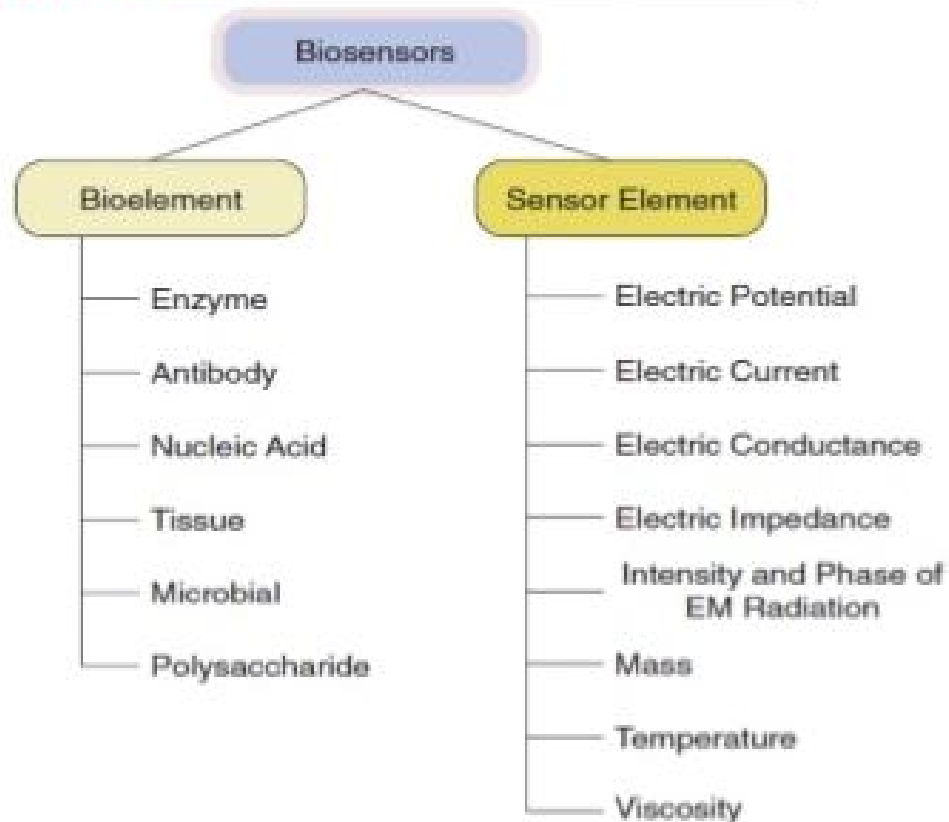 Biosensors
Bioelement
Enzyme
Antibody
Nucleic Acid
Tissue
Microbial
Polysaccharide
Sensor Element
Electric Potential
Electric Current
Electric Conductance
Electric Impedance
Intensity and Phase of
EM Radiation
Mass
Temperature
Viscosity